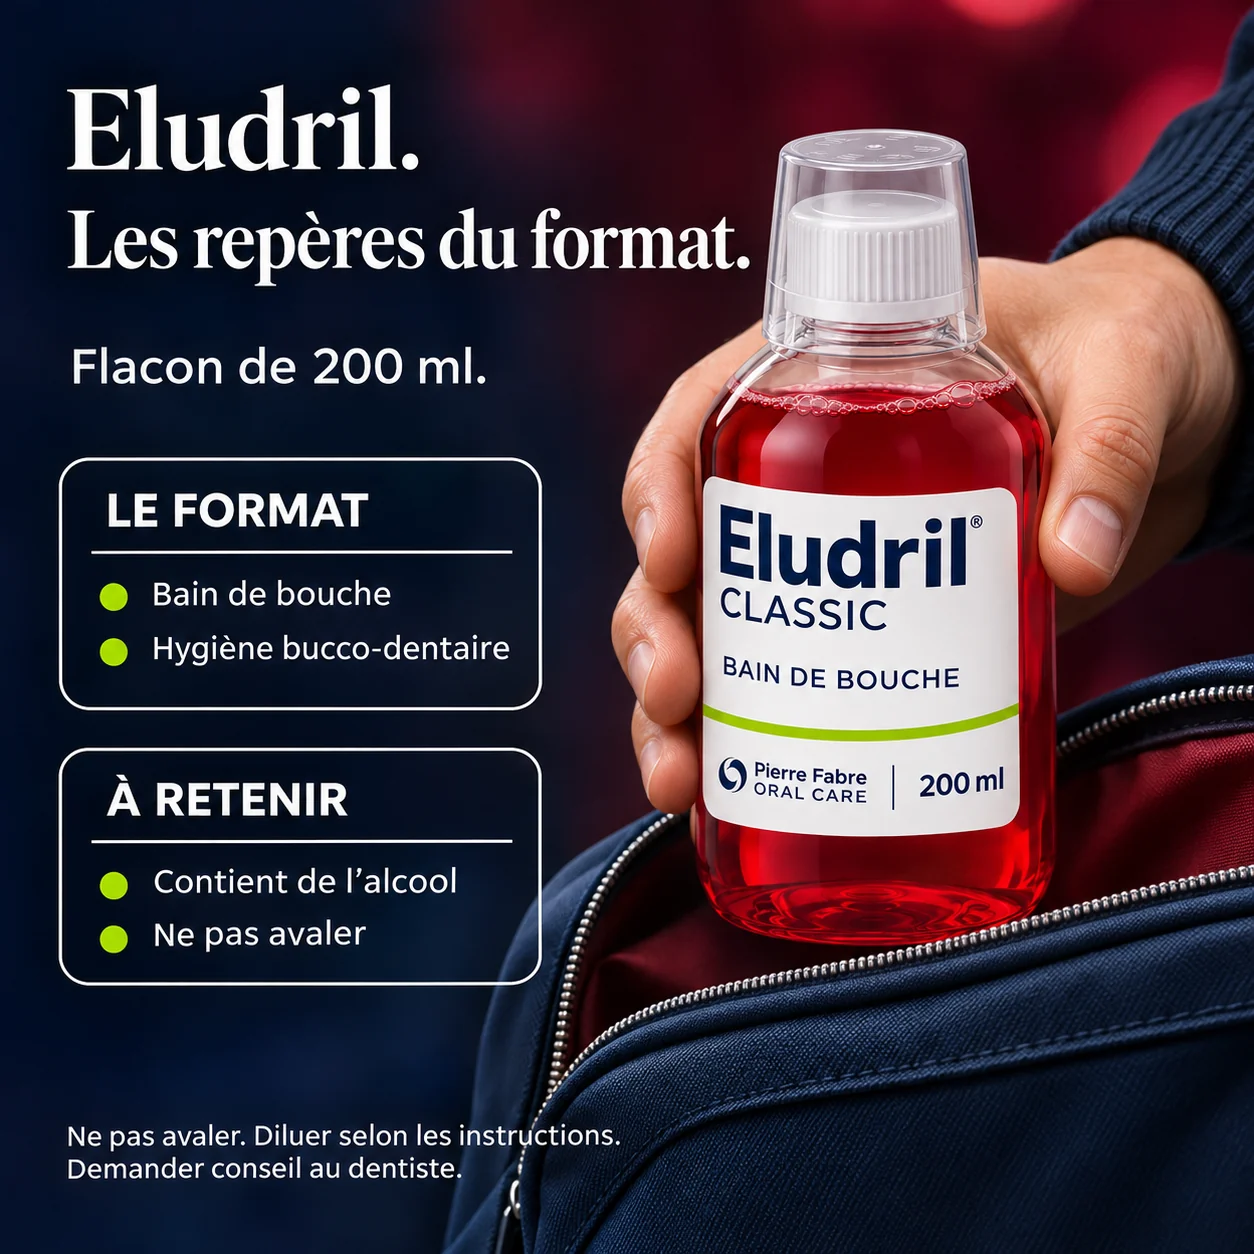 Eludril.
Les repères du format.
Flacon de 200 ml.
LE FORMAT
Bain de bouche
Hygiène bucco-dentaire
À RETENIR
Contient de l’alcool
Ne pas avaler
Ne pas avaler. Diluer selon les instructions.
Demander conseil au dentiste.
Eludril®
CLASSIC
BAIN DE BOUCHE
Pierre Fabre
ORAL CARE
200 ml